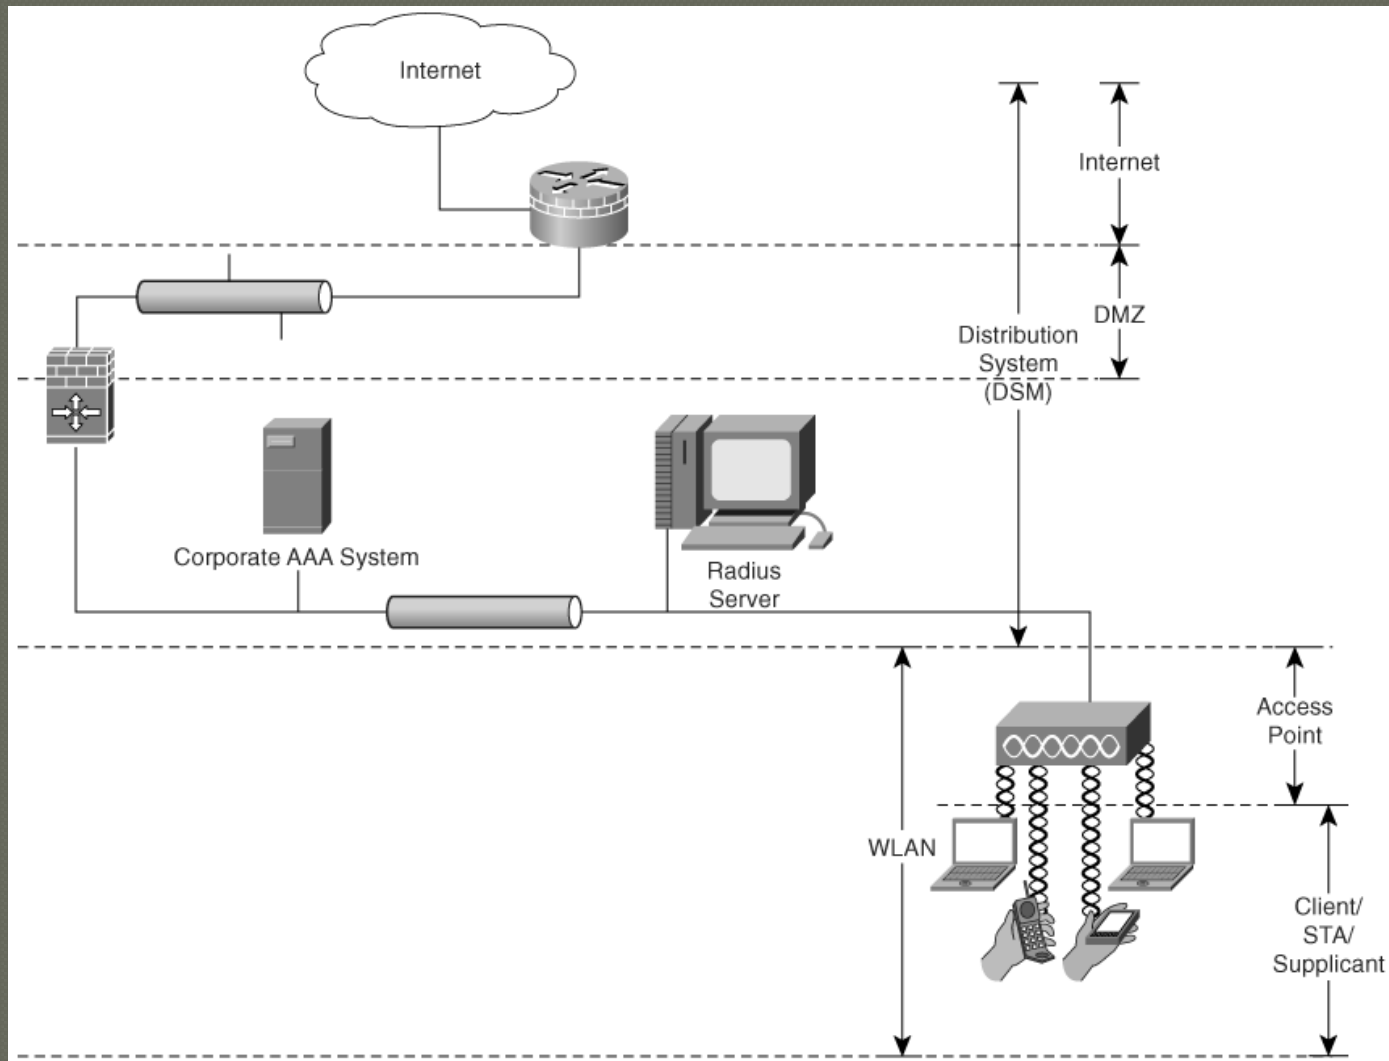 Internet
Internet
DMZ
Distribution
System
(DSM)
Corporate AAA System
Radius
Server
Access
Point
WLAN
Client/
STA/
Supplicant